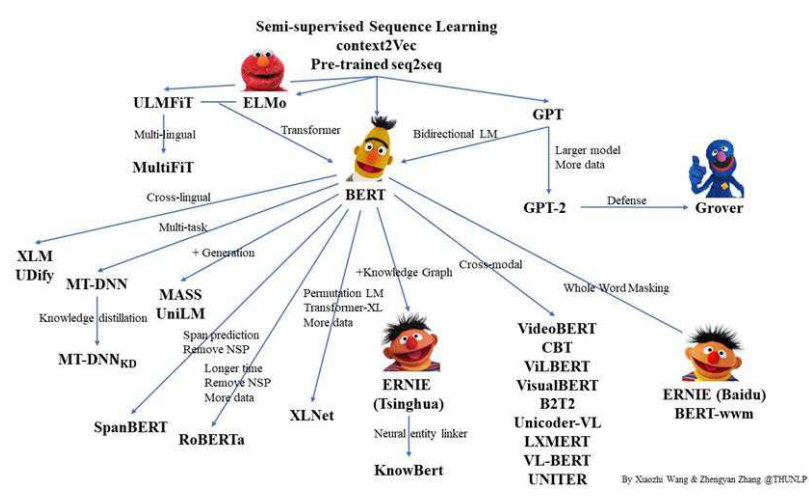 Semi-supervised Sequence Learning
context2Vec
Pre-trained seq2seq
ULMFiT
ELMo
GPT
Multi-lingual
Transformer
Bidirectional LM
MultiFiT
Larger model
More data
BERT
GPT-2
Defense
Grover
Cross-lingual
Multi-task
+ Generation
+Knowledge Graph
Cross-modal
Whole Word Masking
XLM
UDify
MT-DNN
MASS
UniLM
Permutation LM
Transformer-XL
More data
Knowledge distillation
Span prediction
Remove NSP
MT-DNNKD
Longer time
Remove NSP
More data
VideoBERT
CBT
ViLBERT
VisualBERT
B2T2
Unicoder-VL
LXMERT
VL-BERT
UNITER
ERNIE
(Tsinghua)
ERNIE (Baidu)
BERT-wwm
SpanBERT
RoBERTa
XLNet
Neural entity linker
KnowBert
By Xiaozhi Wang & Zhengyan Zhang @THUNLP